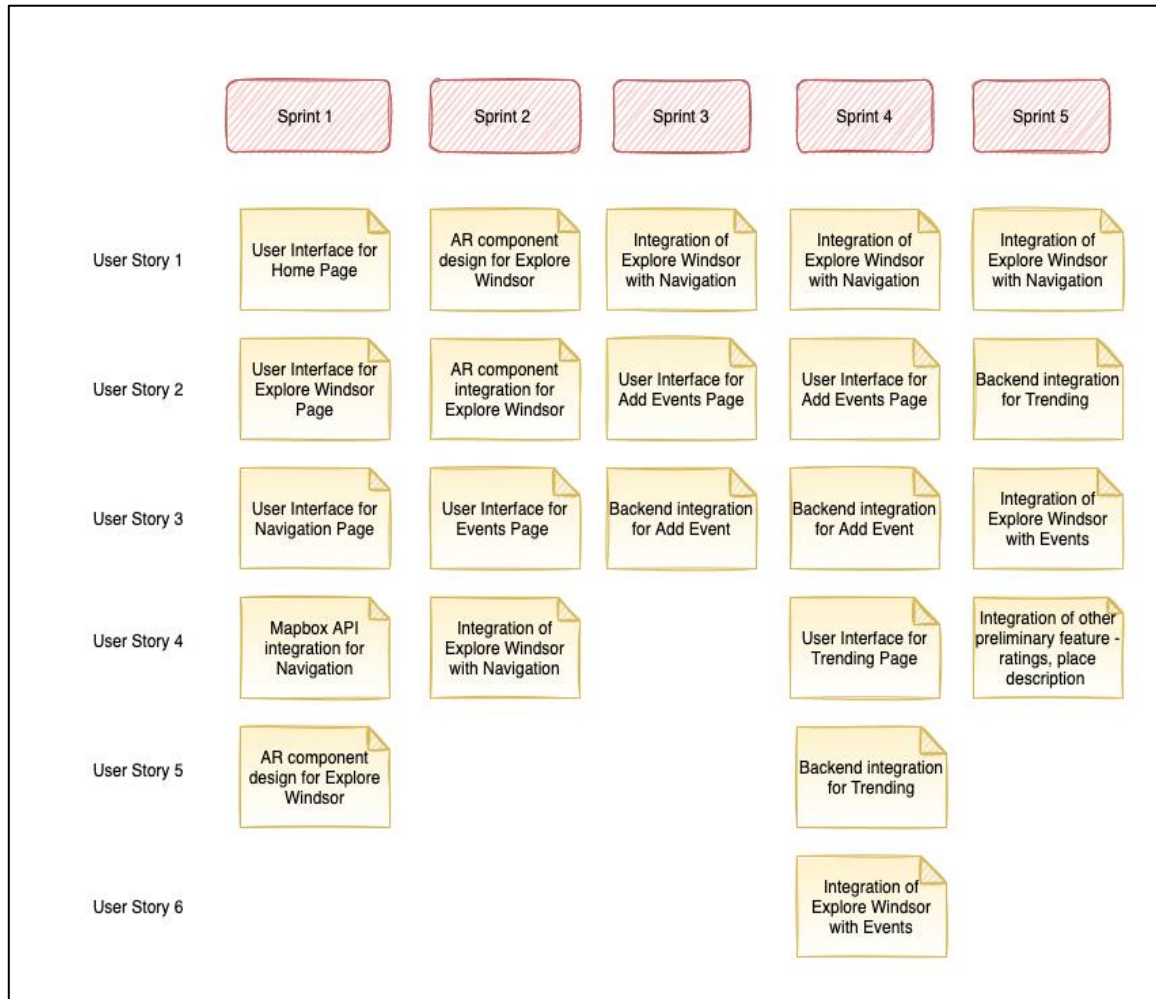 Sprint 1
Sprint 2
Sprint 3
Sprint 4
Sprint 5
User Story 1
User Interface for
Home Page
AR component
design for Explore
Windsor
Integration of
Explore Windsor
with Navigation
Integration of
Explore Windsor
with Navigation
Integration of
Explore Windsor
with Navigation
User Story 2
User Interface for
Explore Windsor
Page
AR component
integration for
Explore Windsor
User Interface for
Add Events Page
User Interface for
Add Events Page
Backend integration
for Trending
User Story 3
User Interface for
Navigation Page
User Interface for
Events Page
Backend integration
for Add Event
Backend integration
for Add Event
Integration of
Explore Windsor
with Events
User Story 4
Mapbox API
integration for
Navigation
Integration of
Explore Windsor
with Navigation
User Interface for
Trending Page
Integration of other
preliminary feature -
ratings, place
description
User Story 5
AR component
design for Explore
Windsor
Backend integration
for Trending
User Story 6
Integration of
Explore Windsor
with Events